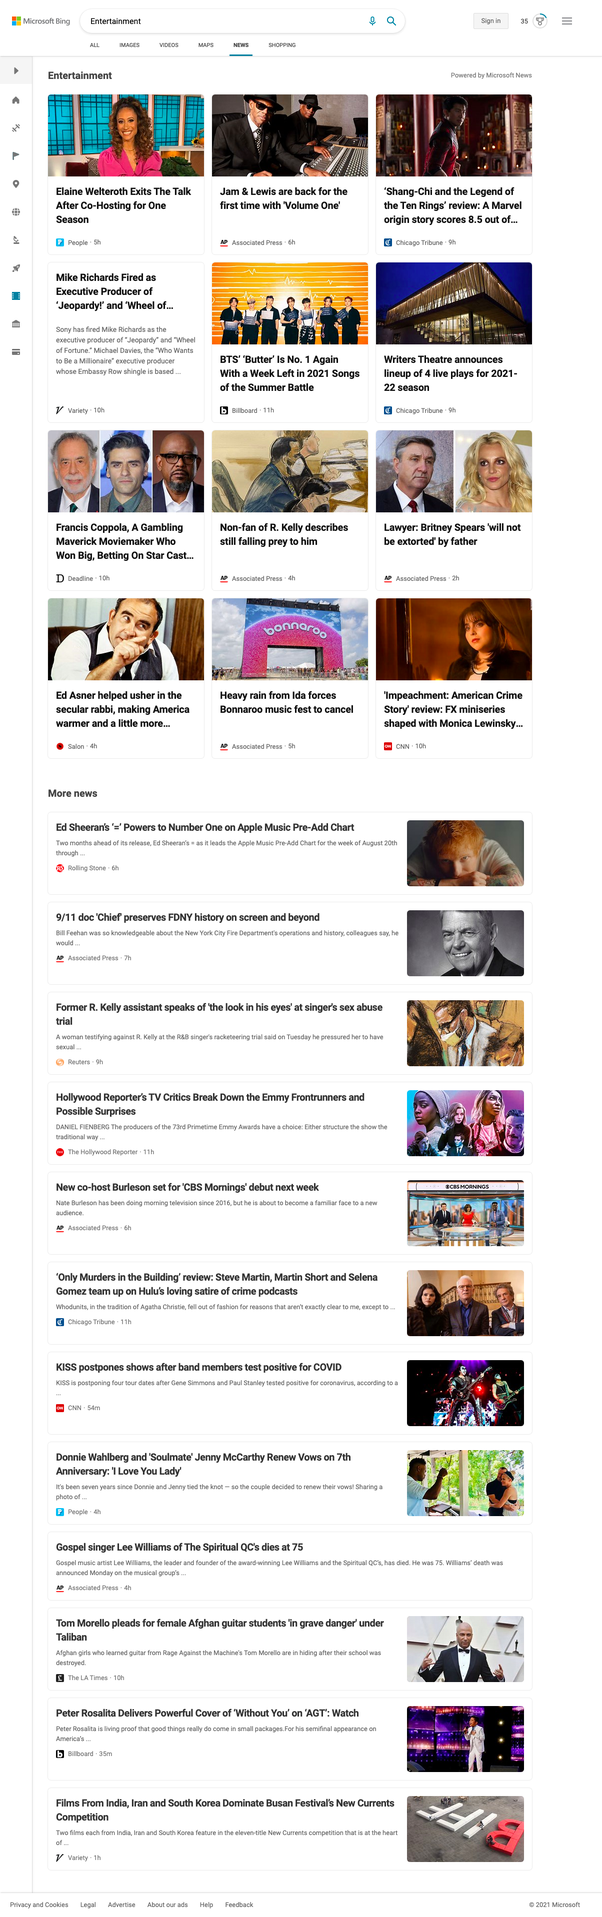 Microsoft Bing
Entertainment
Sign in
35
ALL
IMAGES
VIDEOS
MAPS
NEWS
SHOPPING
Entertainment
Powered by Microsoft News
Elaine Welteroth Exits The Talk
After Co-Hosting for One
Season
People · 5h
Jam & Lewis are back for the
first time with 'Volume One'
AP Associated Press · 6h
‘Shang-Chi and the Legend of
the Ten Rings’ review: A Marvel
origin story scores 8.5 out of…
Chicago Tribune · 9h
Mike Richards Fired as
Executive Producer of
‘Jeopardy!’ and ‘Wheel of…
Sony has fired Mike Richards as the
executive producer of “Jeopardy” and “Wheel
of Fortune.” Michael Davies, the “Who Wants
to Be a Millionaire” executive producer
whose Embassy Row shingle is based ...
Variety · 10h
BTS’ ‘Butter’ Is No. 1 Again
With a Week Left in 2021 Songs
of the Summer Battle
Billboard · 11h
Writers Theatre announces
lineup of 4 live plays for 2021-
22 season
Chicago Tribune · 9h
Francis Coppola, A Gambling
Maverick Moviemaker Who
Won Big, Betting On Star Cast…
Deadline · 10h
Non-fan of R. Kelly describes
still falling prey to him
AP Associated Press · 4h
Lawyer: Britney Spears 'will not
be extorted' by father
AP Associated Press · 2h
Ed Asner helped usher in the
secular rabbi, making America
warmer and a little more…
Salon · 4h
bonnaroo
Heavy rain from Ida forces
Bonnaroo music fest to cancel
AP Associated Press · 5h
'Impeachment: American Crime
Story' review: FX miniseries
shaped with Monica Lewinsky…
CNN · 10h
More news
Ed Sheeran’s ‘=’ Powers to Number One on Apple Music Pre-Add Chart
Two months ahead of its release, Ed Sheeran’s = as it leads the Apple Music Pre-Add Chart for the week of August 20th
through ...
Rolling Stone · 6h
9/11 doc 'Chief' preserves FDNY history on screen and beyond
Bill Feehan was so knowledgeable about the New York City Fire Department's operations and history, colleagues say, he
would ...
AP Associated Press · 7h
Former R. Kelly assistant speaks of 'the look in his eyes' at singer's sex abuse
trial
A woman testifying against R. Kelly at the R&B singer's racketeering trial said on Tuesday he pressured her to have
sexual ...
Reuters · 9h
Hollywood Reporter’s TV Critics Break Down the Emmy Frontrunners and
Possible Surprises
DANIEL FIENBERG The producers of the 73rd Primetime Emmy Awards have a choice: Either structure the show the
traditional way ...
The Hollywood Reporter · 11h
New co-host Burleson set for 'CBS Mornings' debut next week
Nate Burleson has been doing morning television since 2016, but he is about to become a familiar face to a new
audience.
AP Associated Press · 6h
CBS MORNINGS
‘Only Murders in the Building’ review: Steve Martin, Martin Short and Selena
Gomez team up on Hulu’s loving satire of crime podcasts
Whodunits, in the tradition of Agatha Christie, fell out of fashion for reasons that aren’t exactly clear to me, except to ...
Chicago Tribune · 11h
KISS postpones shows after band members test positive for COVID
KISS is postponing four tour dates after Gene Simmons and Paul Stanley tested positive for coronavirus, according to a
...
CNN · 54m
Donnie Wahlberg and 'Soulmate' Jenny McCarthy Renew Vows on 7th
Anniversary: 'I Love You Lady'
It's been seven years since Donnie and Jenny tied the knot — so the couple decided to renew their vows! Sharing a
photo of ...
People · 4h
Gospel singer Lee Williams of The Spiritual QC's dies at 75
Gospel music artist Lee Williams, the leader and founder of the award-winning Lee Williams and the Spiritual QC's, has died. He was 75. Williams’ death was
announced Monday on the musical group's ...
AP Associated Press · 4h
Tom Morello pleads for female Afghan guitar students 'in grave danger' under
Taliban
Afghan girls who learned guitar from Rage Against the Machine's Tom Morello are in hiding after their school was
destroyed.
The LA Times · 10h
Peter Rosalita Delivers Powerful Cover of ‘Without You’ on ‘AGT’: Watch
Peter Rosalita is living proof that good things really do come in small packages.For his semifinal appearance on
America's ...
Billboard · 35m
Films From India, Iran and South Korea Dominate Busan Festival’s New Currents
Competition
Two films each from India, Iran and South Korea feature in the eleven-title New Currents competition that is at the heart
of ...
Variety · 1h
BIFF
Privacy and Cookies
Legal
Advertise
About our ads
Help
Feedback
© 2021 Microsoft